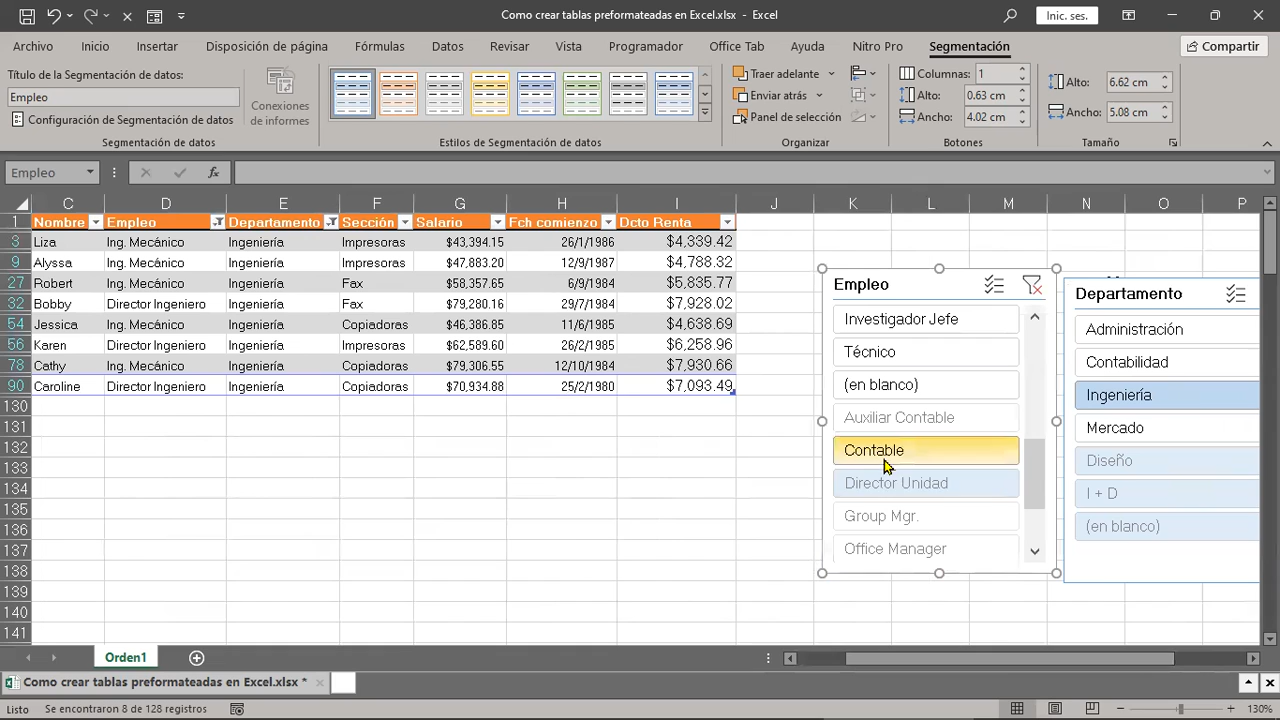 Como crear tablas preformateadas en Excel.xlsx - Excel
Inic. ses.
Archivo Inicio Insertar Disposición de página Fórmulas Datos Revisar Vista Programador Office Tab Ayuda Nitro Pro Segmentación Compartir
Título de la Segmentación de datos:
Empleo
Configuración de Segmentación de datos
Conexiones
de informes
Segmentación de datos
Estilos de Segmentación de datos
Traer adelante
Enviar atrás
Panel de selección
Organizar
Columnas: 1
Alto: 0.63 cm
Ancho: 4.02 cm
Botones
Alto: 6.62 cm
Ancho: 5.08 cm
Tamaño
Empleo
fx
C D E F G H I J K L M N O P
1 Nombre Empleo Departamento Sección Salario Fch comienzo Dcto Renta
3 Liza Ing. Mecánico Ingeniería Impresoras $43,394.15 26/1/1986 $4,339.42
9 Alyssa Ing. Mecánico Ingeniería Impresoras $47,883.20 12/9/1987 $4,788.32
27 Robert Ing. Mecánico Ingeniería Fax $58,357.65 6/9/1984 $5,835.77
32 Bobby Director Ingeniero Ingeniería Fax $79,280.16 29/7/1984 $7,928.02
54 Jessica Ing. Mecánico Ingeniería Copiadoras $46,386.85 11/6/1985 $4,638.69
56 Karen Director Ingeniero Ingeniería Impresoras $62,589.60 26/2/1985 $6,258.96
78 Cathy Ing. Mecánico Ingeniería Copiadoras $79,306.55 12/10/1984 $7,930.66
90 Caroline Director Ingeniero Ingeniería Copiadoras $70,934.88 25/2/1980 $7,093.49
130
131
132
133
134
135
136
137
138
139
140
141
Empleo
Investigador Jefe
Técnico
(en blanco)
Auxiliar Contable
Contable
Director Unidad
Group Mgr.
Office Manager
Departamento
Administración
Contabilidad
Ingeniería
Mercado
Diseño
I + D
(en blanco)
Orden1
Como crear tablas preformateadas en Excel.xlsx *
Listo Se encontraron 8 de 128 registros 130%